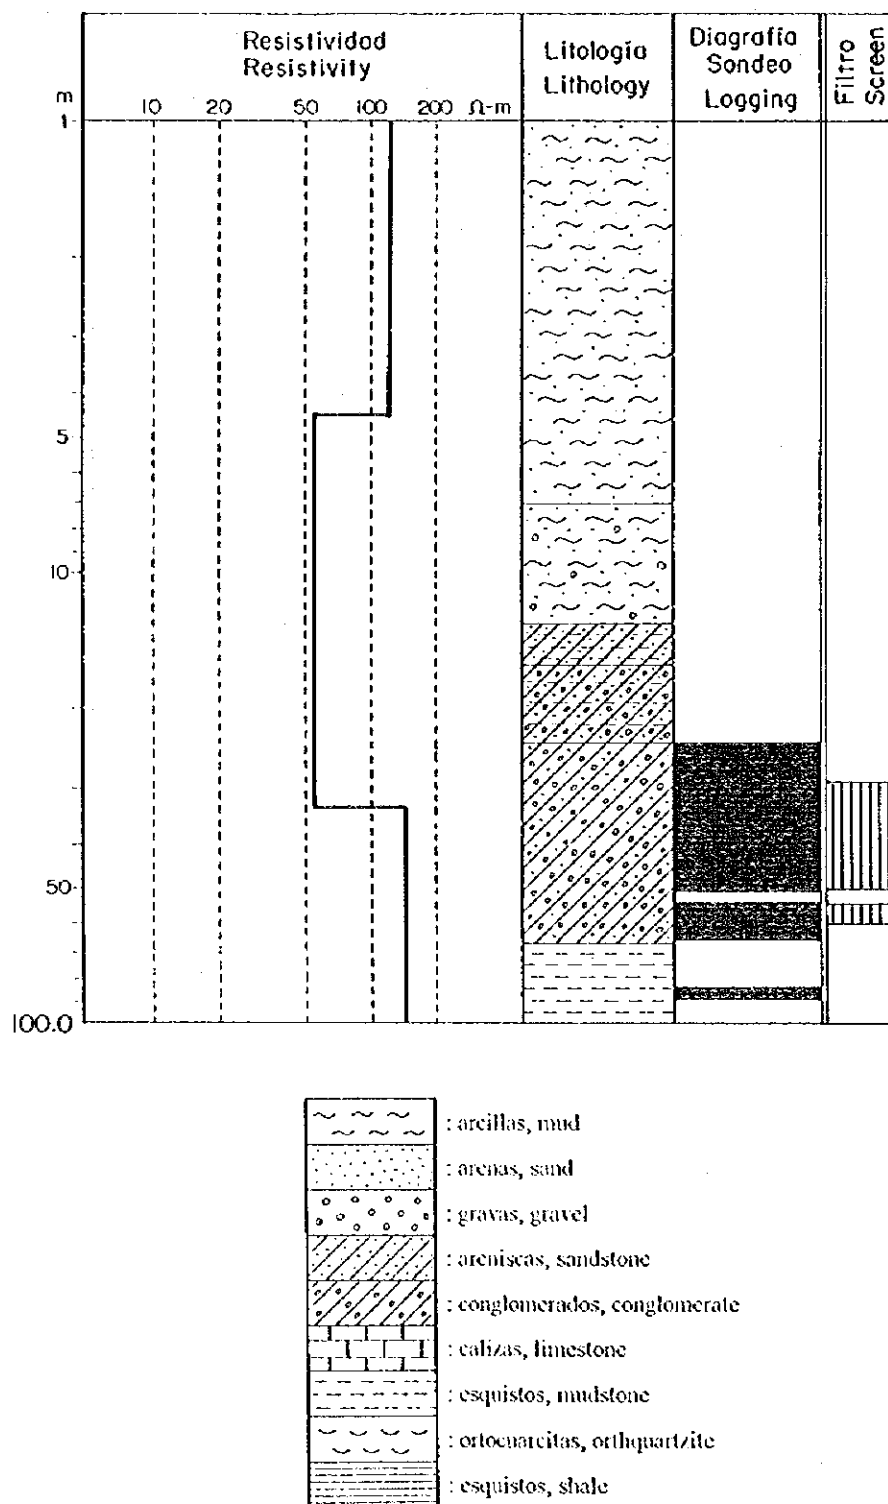 Resistividad
Resistivity
m 10 20 50 100 200 Ω-m
Litología
Lithology
Diagrafía
Sondeo
Logging
Filtro
Screen
1
5
10
50
100.0
: arcillas, mud
: arenas, sand
: gravas, gravel
: areniscas, sandstone
: conglomerados, conglomerate
: calizas, limestone
: esquistos, mudstone
: ortocuarcitas, orthquartzite
: esquistos, shale